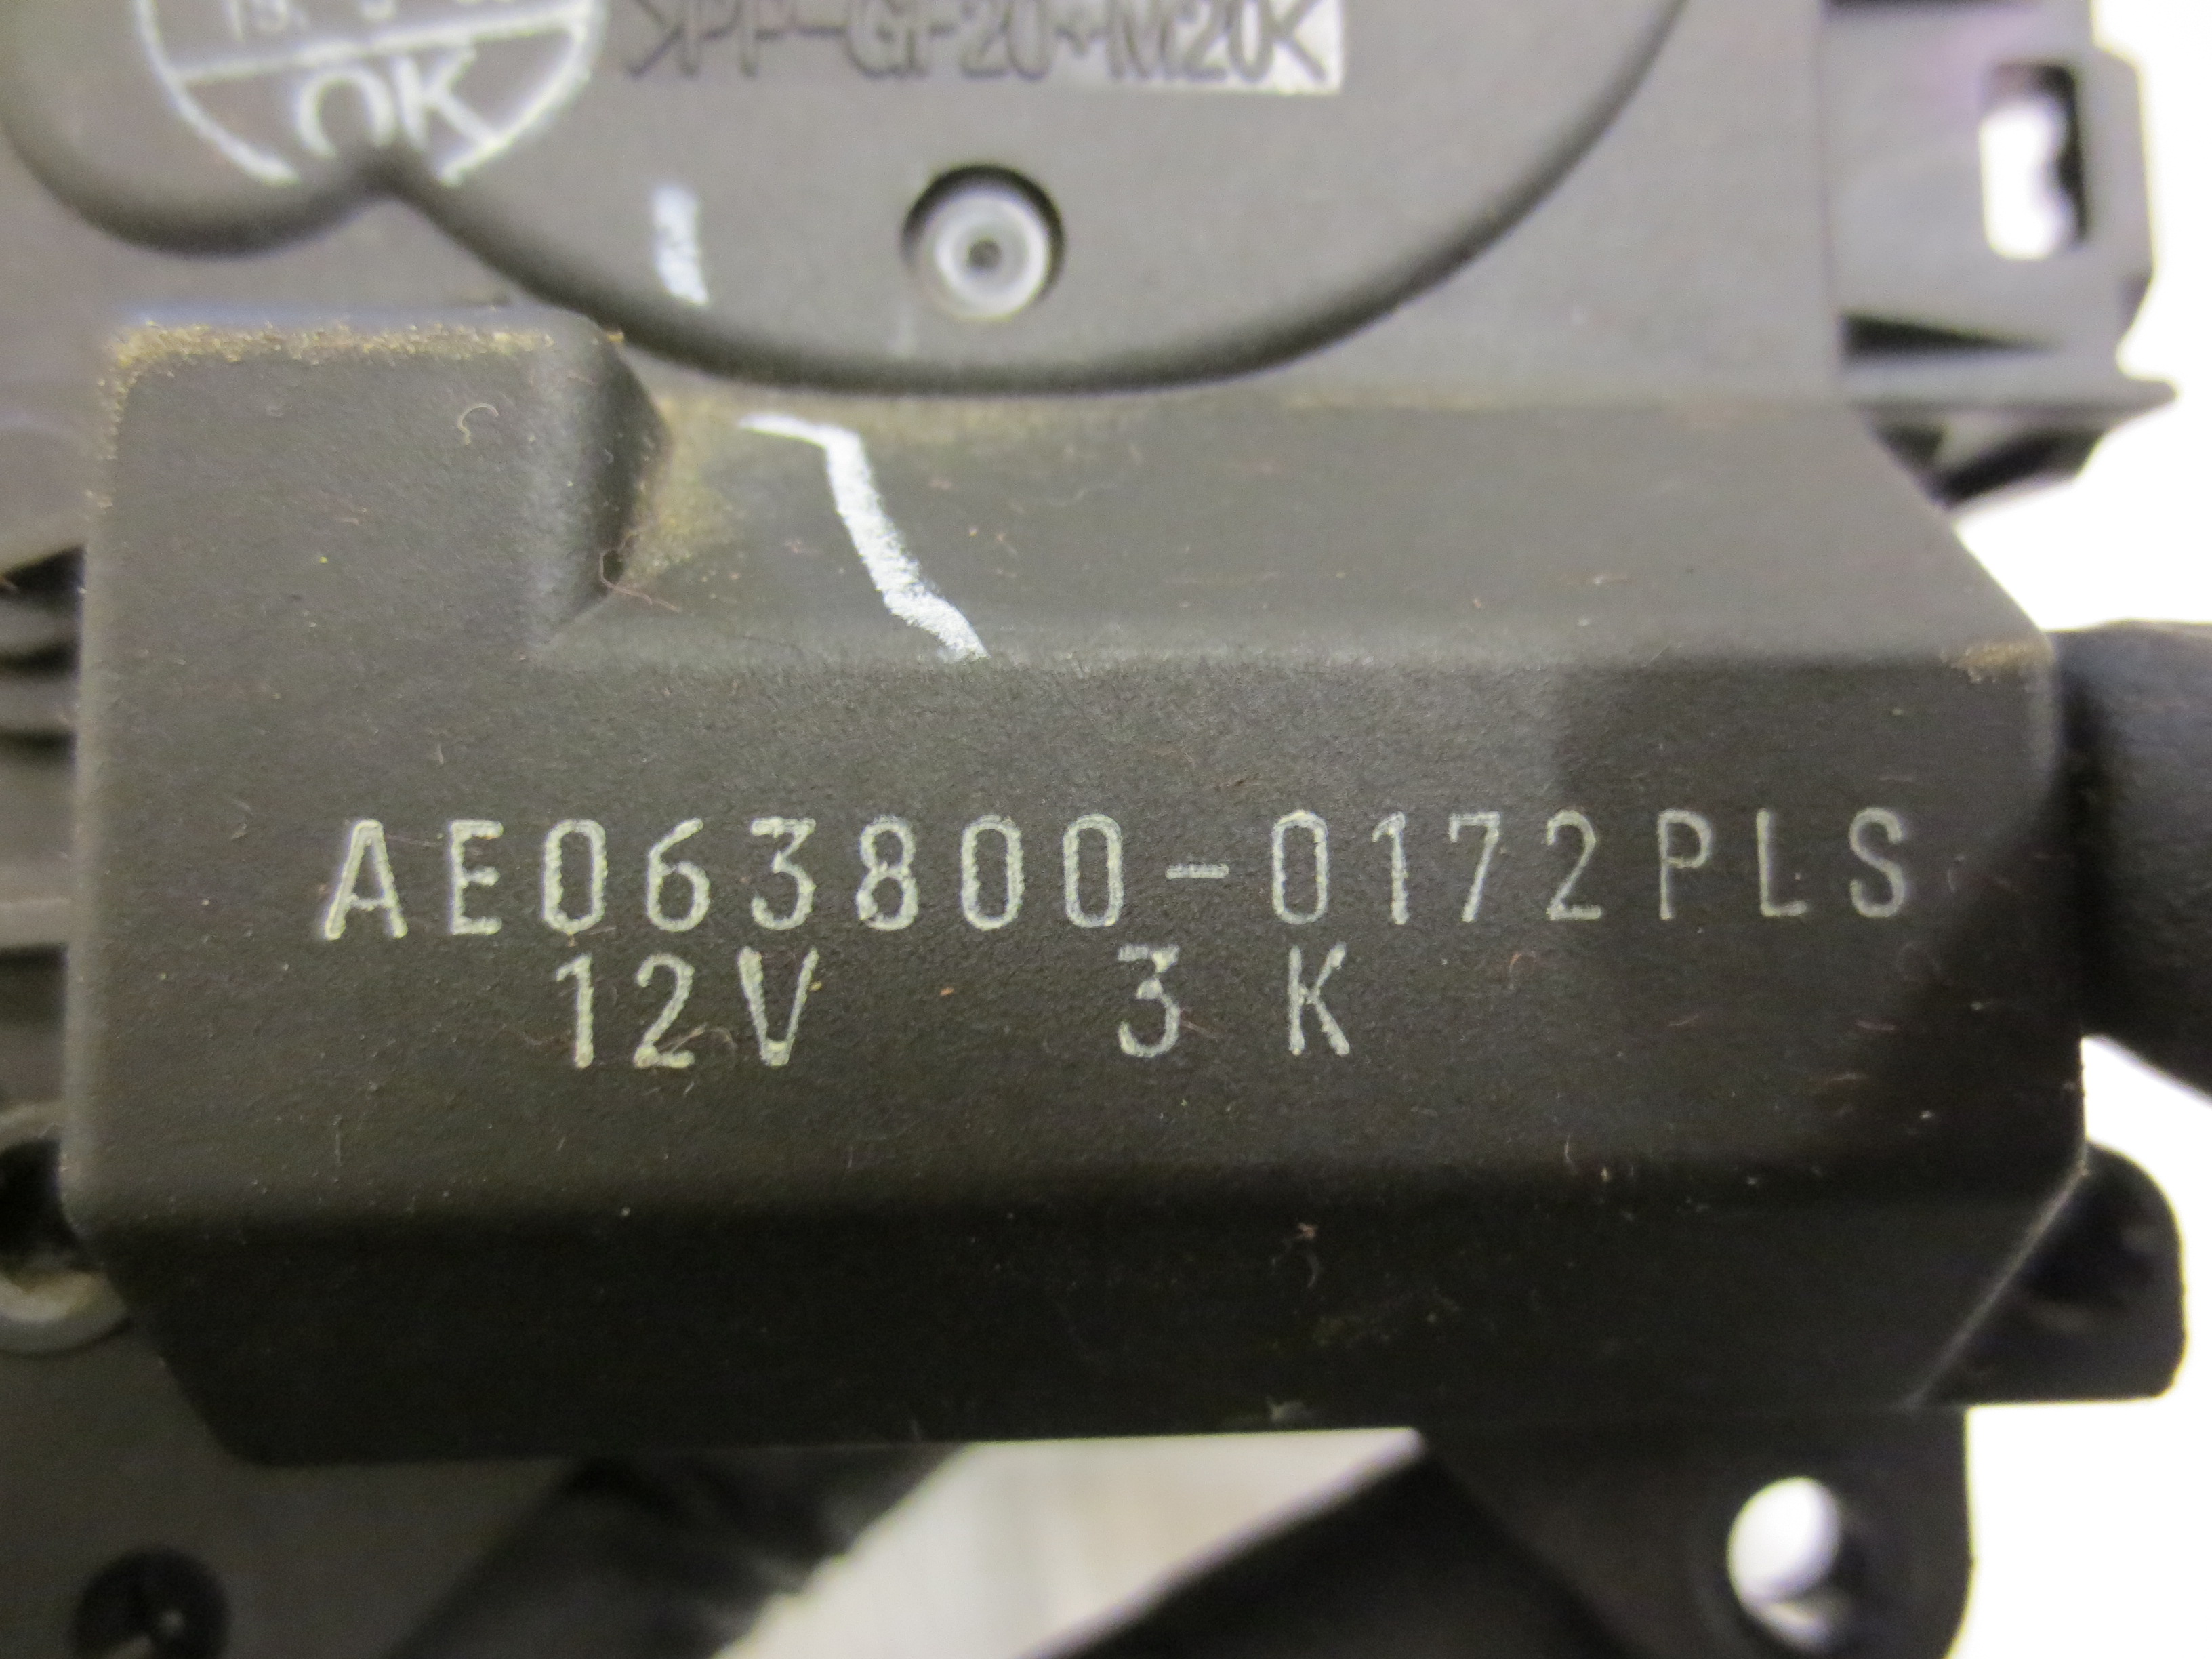 OK
>PP-GF20+M20<
AE063800-0172PLS
12V 3 K